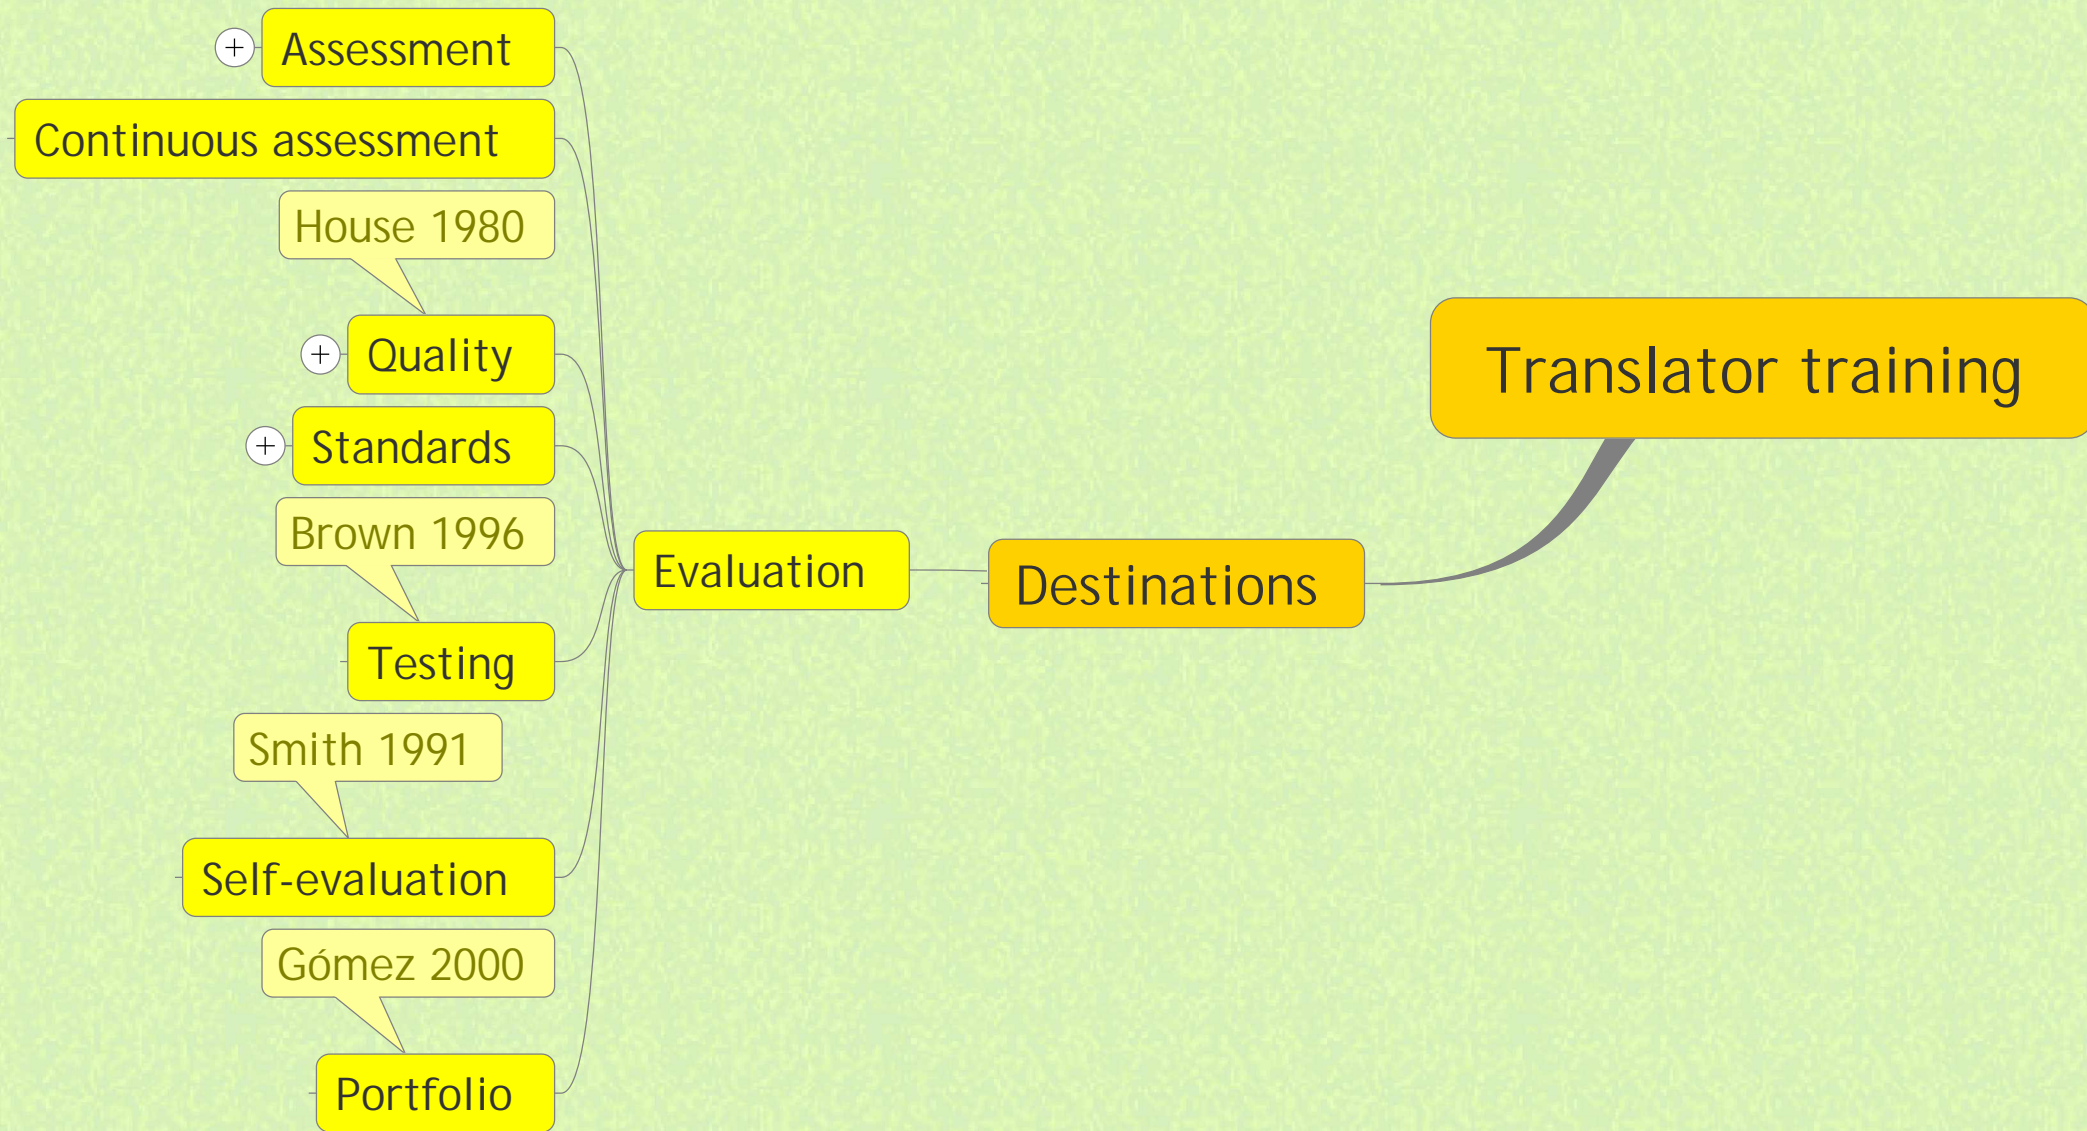 Assessment
Continuous assessment
House 1980
Quality
Standards
Brown 1996
Testing
Smith 1991
Self-evaluation
Gómez 2000
Portfolio
Evaluation
Destinations
Translator training